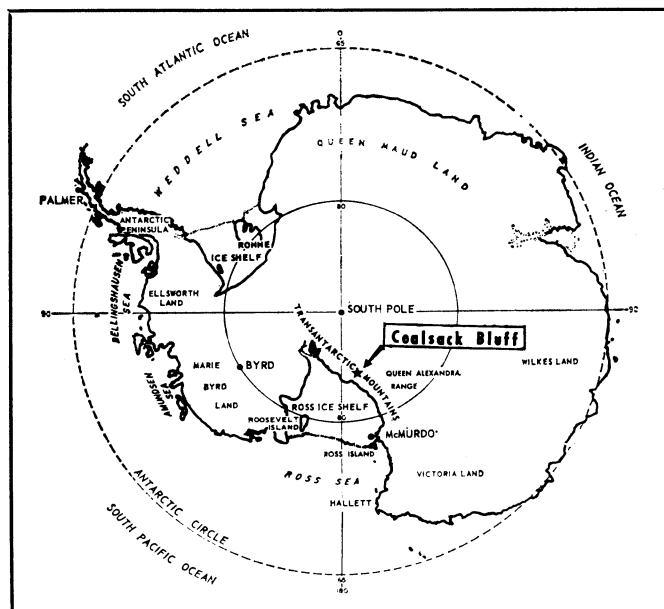 0
65
SOUTH ATLANTIC OCEAN
WEDDELL SEA
QUEEN MAUD LAND
INDIAN OCEAN
PALMER
ANTARCTIC
PENINSULA
80
RONNE
ICE SHELF
BELLINGSHAUSEN
SEA
ELLSWORTH
LAND
90
SOUTH POLE
TRANSANTARCTIC MOUNTAINS
Coalsack Bluff
WILKES LAND
AMUNDSEN
SEA
MARIE
BYRD
LAND
BYRD
QUEEN ALEXANDRA
RANGE
ROSS ICE SHELF
ROOSEVELT
ISLAND
80
McMURDO
ROSS ISLAND
ROSS SEA
VICTORIA LAND
HALLETT
ANTARCTIC CIRCLE
SOUTH PACIFIC OCEAN
180